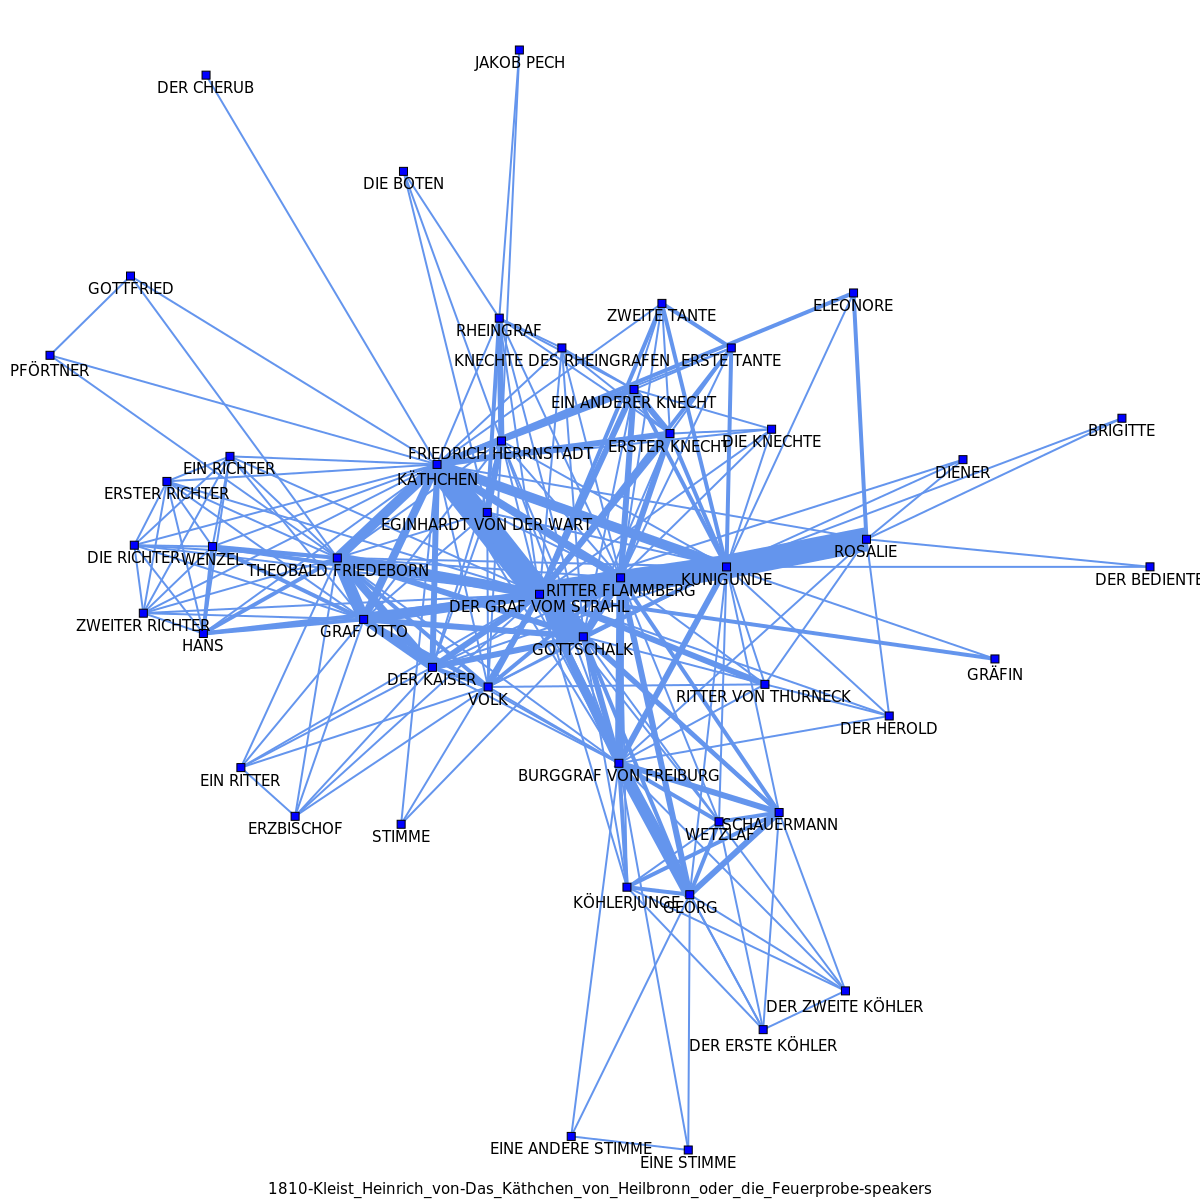 JAKOB PECH
DER CHERUB
DIE BOTEN
GOTTFRIED
ELEONORE
ZWEITE TANTE
RHEINGRAF
KNECHTE DES RHEINGRAFEN
ERSTE TANTE
PFÖRTNER
EIN ANDERER KNECHT
BRIGITTE
DIE KNECHTE
ERSTER KNECHT
FRIEDRICH HERRNSTADT
EIN RICHTER
DIENER
KÄTHCHEN
ERSTER RICHTER
EGINHARDT VON DER WART
ROSALIE
DIE RICHTER
WENZEL
THEOBALD FRIEDEBORN
KUNIGUNDE
DER BEDIENTE
RITTER FLAMMBERG
DER GRAF VOM STRAHL
ZWEITER RICHTER
GRAF OTTO
HANS
GOTTSCHALK
GRÄFIN
DER KAISER
RITTER VON THURNECK
VOLK
DER HEROLD
BURGGRAF VON FREIBURG
EIN RITTER
SCHAUERMANN
ERZBISCHOF
WETZLAF
STIMME
KÖHLERJUNGE
GEORG
DER ZWEITE KÖHLER
DER ERSTE KÖHLER
EINE ANDERE STIMME
EINE STIMME
1810-Kleist_Heinrich_von-Das_Käthchen_von_Heilbronn_oder_die_Feuerprobe-speakers